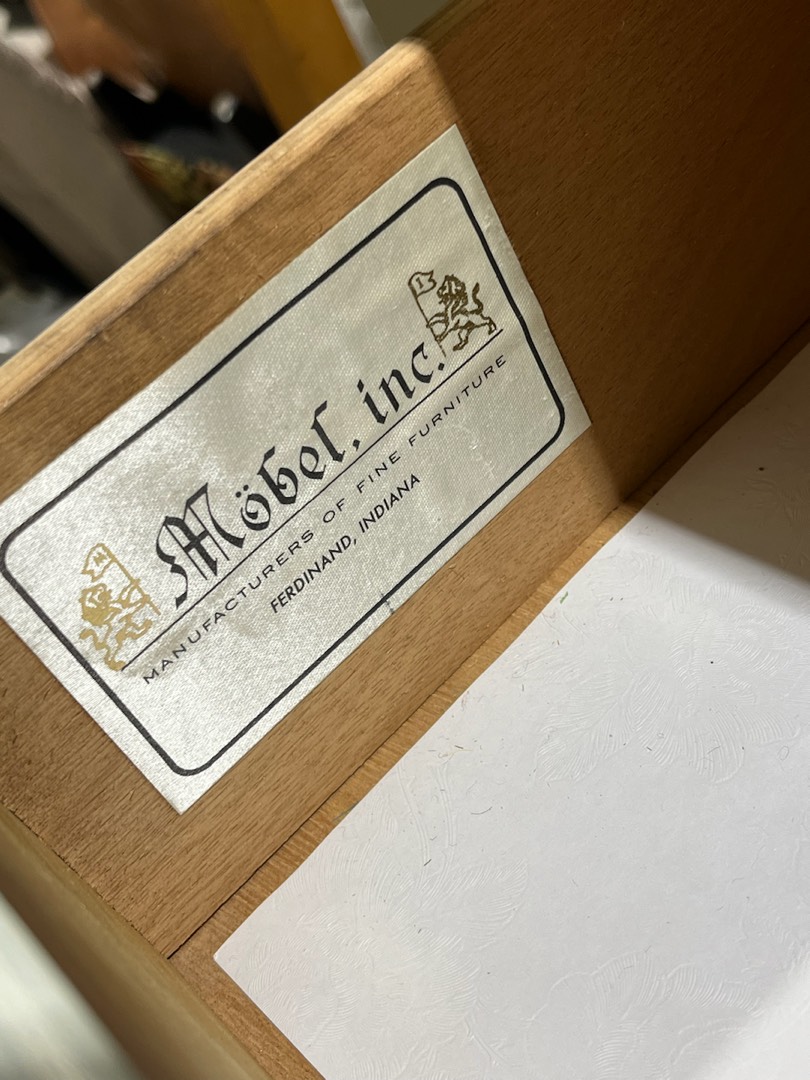 Möbel, inc.
MANUFACTURERS OF FINE FURNITURE
FERDINAND, INDIANA